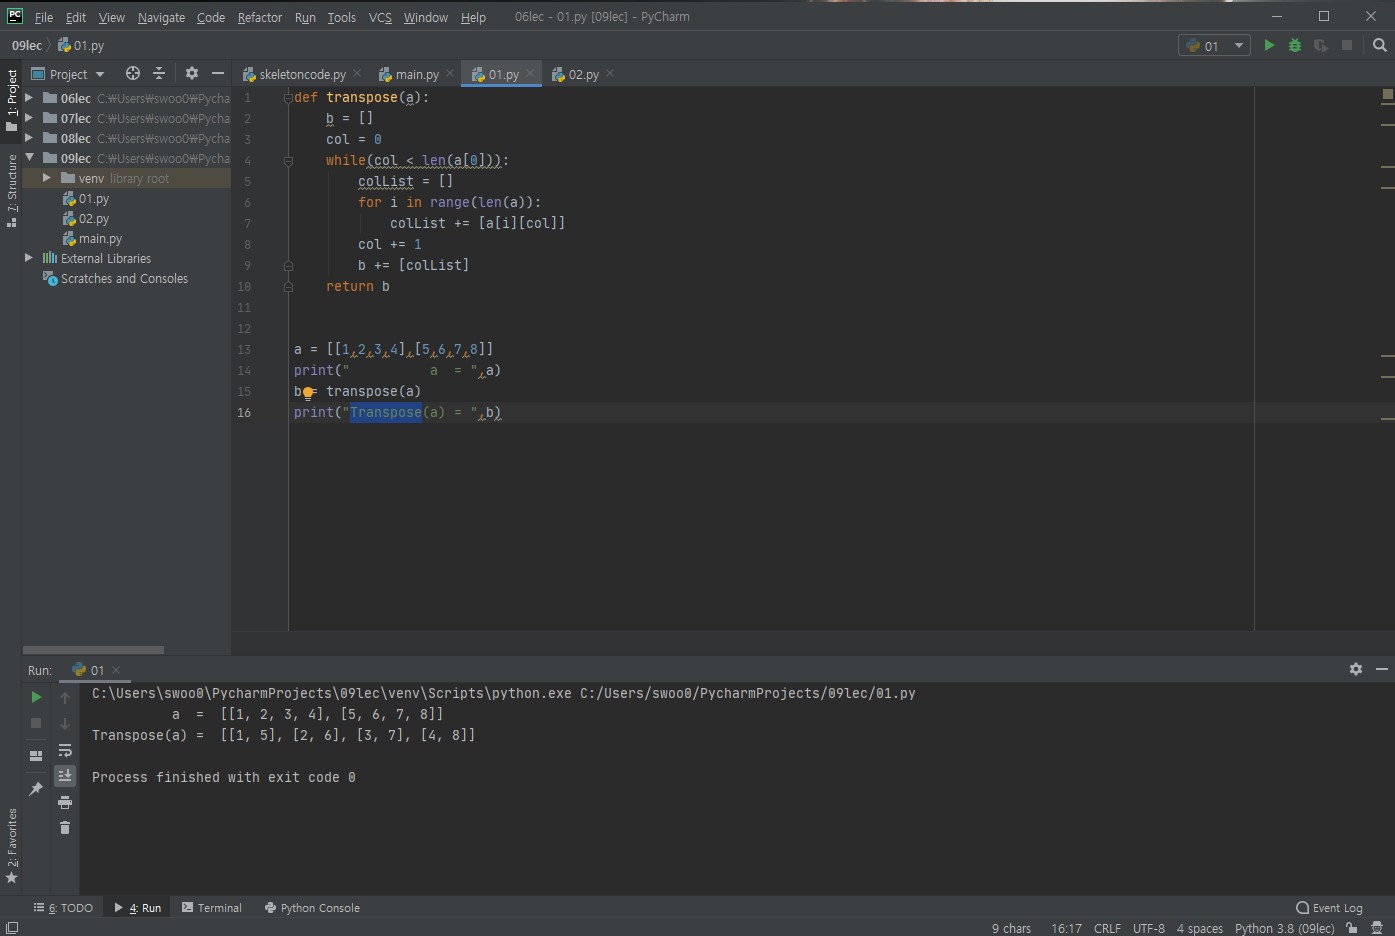 PC File Edit View Navigate Code Refactor Run Tools VCS Window Help 06lec - 01.py [09lec] - PyCharm
09lec 01.py 01
1: Project
7: Structure
2: Favorites
Project
06lec C:₩Users₩swoo0₩Pycha
07lec C:₩Users₩swoo0₩Pycha
08lec C:₩Users₩swoo0₩Pycha
09lec C:₩Users₩swoo0₩Pycha
venv library root
01.py
02.py
main.py
External Libraries
Scratches and Consoles
skeletoncode.py main.py 01.py 02.py
1 def transpose(a):
2     b = []
3     col = 0
4     while(col < len(a[0])):
5         colList = []
6         for i in range(len(a)):
7             colList += [a[i][col]]
8         col += 1
9         b += [colList]
10     return b
11
12
13 a = [[1,2,3,4],[5,6,7,8]]
14 print("          a  = ",a)
15 b = transpose(a)
16 print("Transpose(a) = ",b)
Run: 01
C:\Users\swoo0\PycharmProjects\09lec\venv\Scripts\python.exe C:/Users/swoo0/PycharmProjects/09lec/01.py
          a  =  [[1, 2, 3, 4], [5, 6, 7, 8]]
Transpose(a) =  [[1, 5], [2, 6], [3, 7], [4, 8]]
Process finished with exit code 0
6: TODO 4: Run Terminal Python Console Event Log
9 chars 16:17 CRLF UTF-8 4 spaces Python 3.8 (09lec)